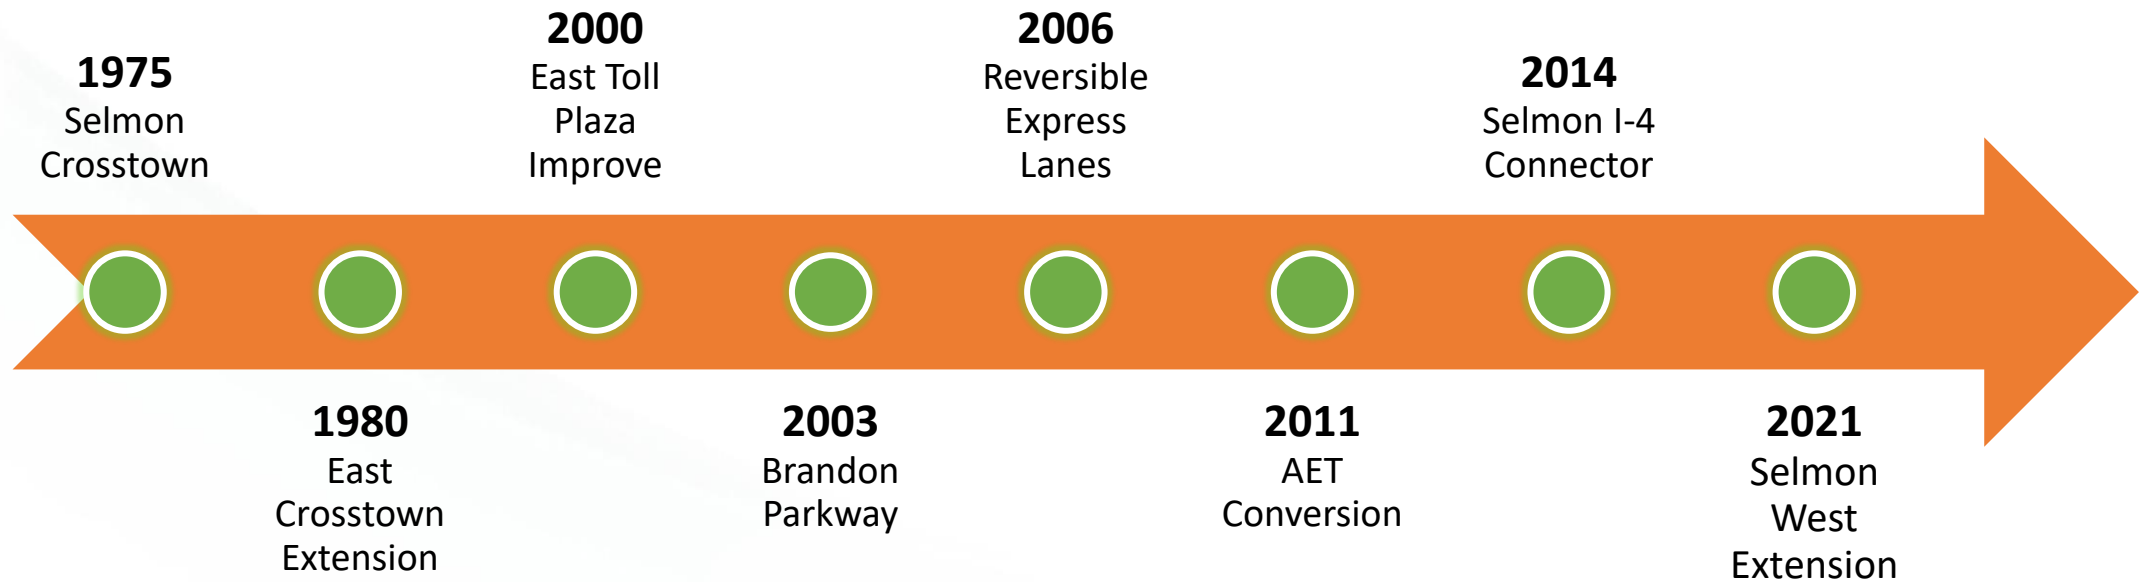 1975
Selmon
Crosstown
1980
East
Crosstown
Extension
2000
East Toll
Plaza
Improve
2003
Brandon
Parkway
2006
Reversible
Express
Lanes
2011
AET
Conversion
2014
Selmon I-4
Connector
2021
Selmon
West
Extension